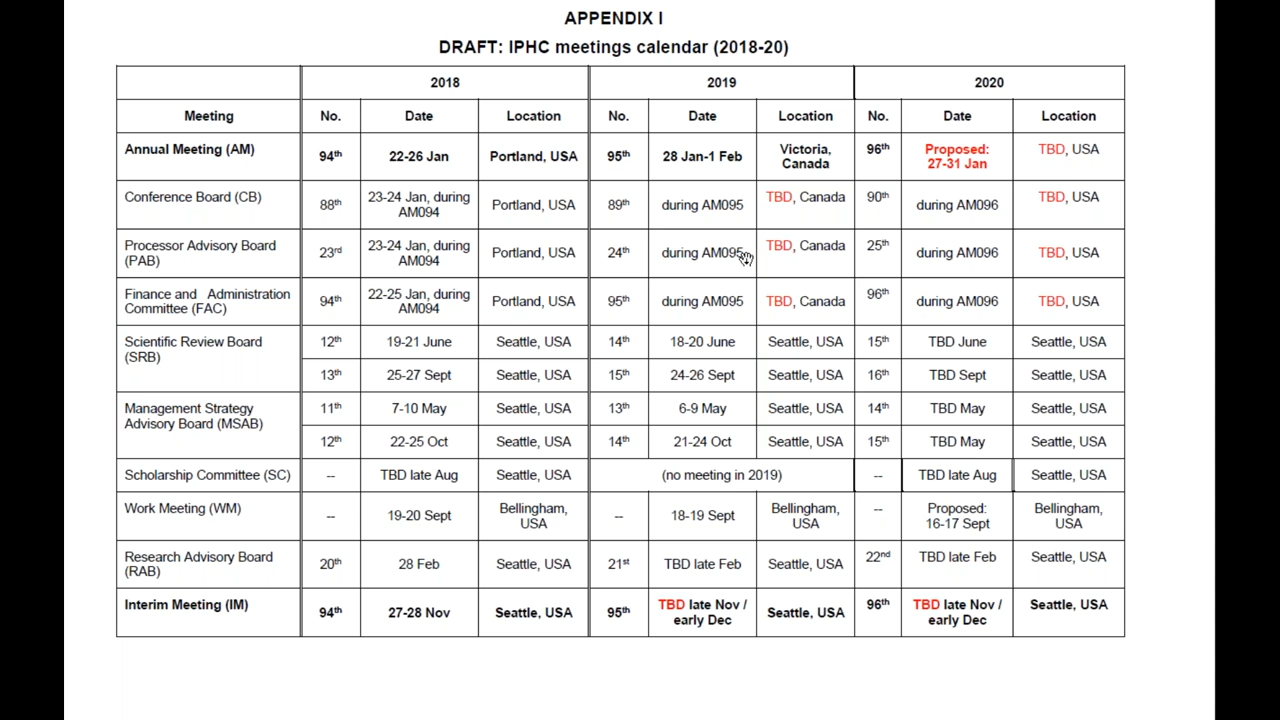 APPENDIX I
DRAFT: IPHC meetings calendar (2018-20)
2018 2019 2020
Meeting No. Date Location No. Date Location No. Date Location
Annual Meeting (AM) 94th 22-26 Jan Portland, USA 95th 28 Jan-1 Feb Victoria, Canada 96th Proposed: 27-31 Jan TBD, USA
Conference Board (CB) 88th 23-24 Jan, during AM094 Portland, USA 89th during AM095 TBD, Canada 90th during AM096 TBD, USA
Processor Advisory Board (PAB) 23rd 23-24 Jan, during AM094 Portland, USA 24th during AM095 TBD, Canada 25th during AM096 TBD, USA
Finance and Administration Committee (FAC) 94th 22-25 Jan, during AM094 Portland, USA 95th during AM095 TBD, Canada 96th during AM096 TBD, USA
Scientific Review Board (SRB) 12th 19-21 June Seattle, USA 14th 18-20 June Seattle, USA 15th TBD June Seattle, USA
13th 25-27 Sept Seattle, USA 15th 24-26 Sept Seattle, USA 16th TBD Sept Seattle, USA
Management Strategy Advisory Board (MSAB) 11th 7-10 May Seattle, USA 13th 6-9 May Seattle, USA 14th TBD May Seattle, USA
12th 22-25 Oct Seattle, USA 14th 21-24 Oct Seattle, USA 15th TBD May Seattle, USA
Scholarship Committee (SC) -- TBD late Aug Seattle, USA (no meeting in 2019) -- TBD late Aug Seattle, USA
Work Meeting (WM) -- 19-20 Sept Bellingham, USA -- 18-19 Sept Bellingham, USA -- Proposed: 16-17 Sept Bellingham, USA
Research Advisory Board (RAB) 20th 28 Feb Seattle, USA 21st TBD late Feb Seattle, USA 22nd TBD late Feb Seattle, USA
Interim Meeting (IM) 94th 27-28 Nov Seattle, USA 95th TBD late Nov / early Dec Seattle, USA 96th TBD late Nov / early Dec Seattle, USA